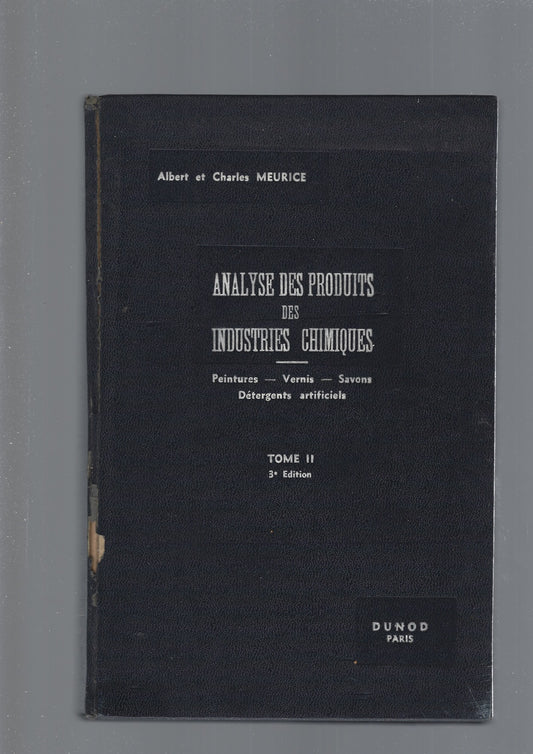 Albert et Charles MEURICE
ANALYSE DES PRODUITS
DES
INDUSTRIES CHIMIQUES
Peintures — Vernis — Savons
Détergents artificiels
TOME II
3e Edition
DUNOD
PARIS